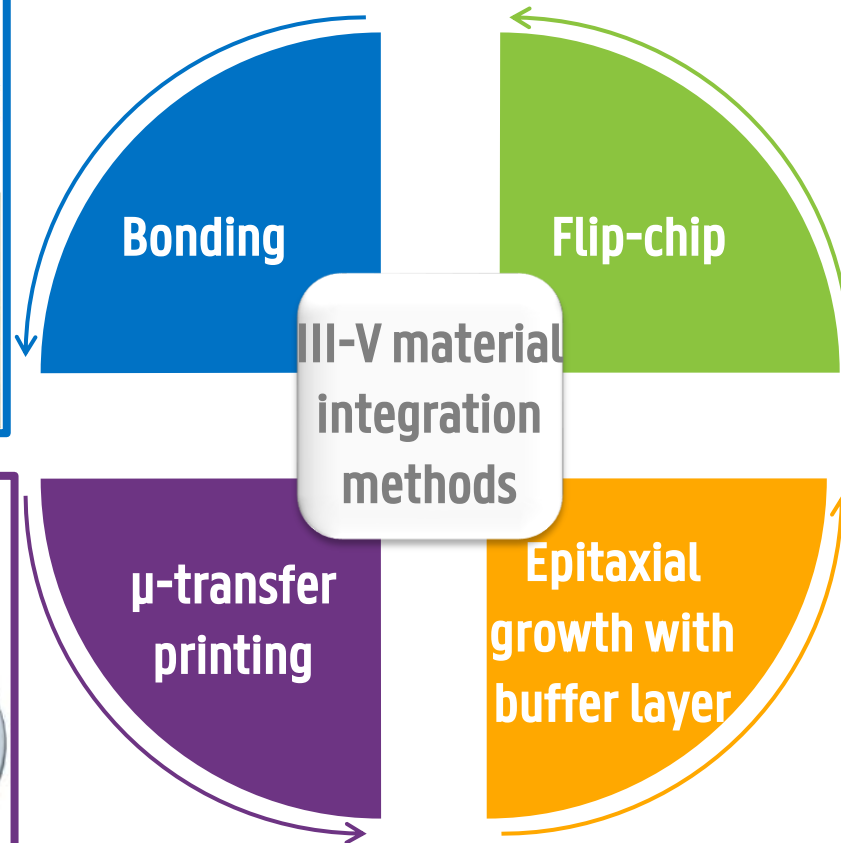 Bonding
Flip-chip
III-V material
integration
methods
µ-transfer
printing
Epitaxial
growth with
buffer layer